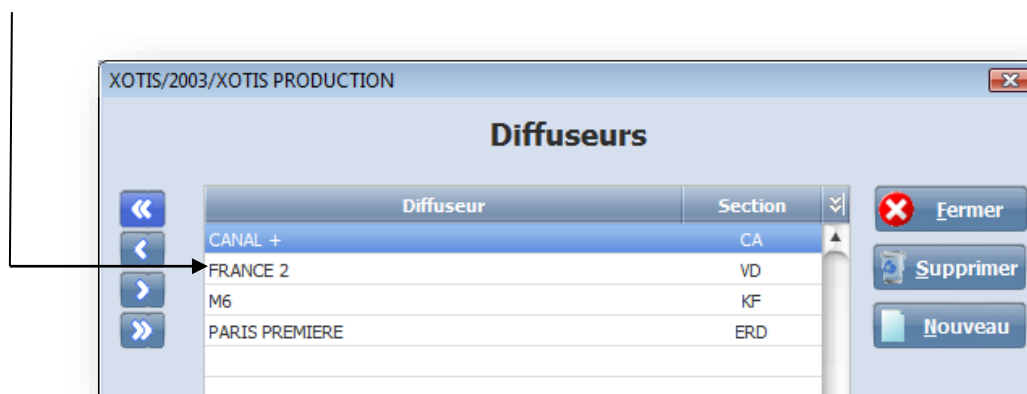 XOTIS/2003/XOTIS PRODUCTION
Diffuseurs
Diffuseur Section
CANAL + CA
FRANCE 2 VD
M6 KF
PARIS PREMIERE ERD
Fermer
Supprimer
Nouveau